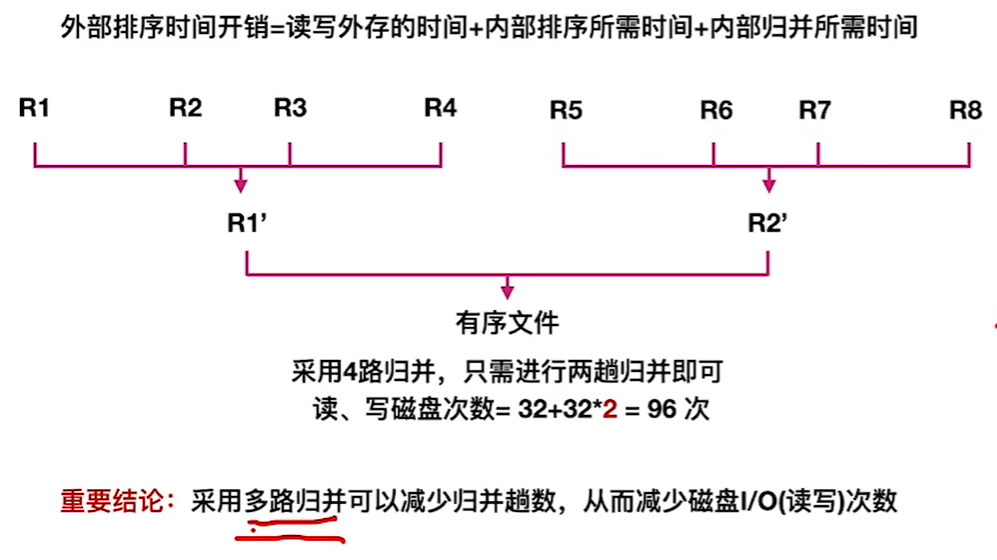 外部排序时间开销=读写外存的时间+内部排序所需时间+内部归并所需时间
R1 R2 R3 R4 R5 R6 R7 R8
R1’ R2’
有序文件
采用4路归并，只需进行两趟归并即可
读、写磁盘次数= 32+32*2 = 96 次
重要结论：采用多路归并可以减少归并趟数，从而减少磁盘I/O(读写)次数